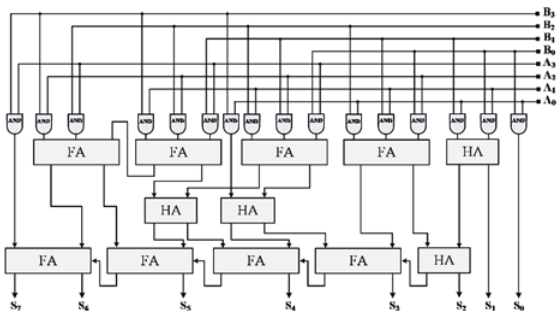 B3
B2
B1
B0
A3
A2
A1
A0
AND AND AND AND AND AND AND AND AND AND AND AND AND AND AND AND
FA FA FA FA HA
HA HA
FA FA FA FA HA
S7 S6 S5 S4 S3 S2 S1 S0